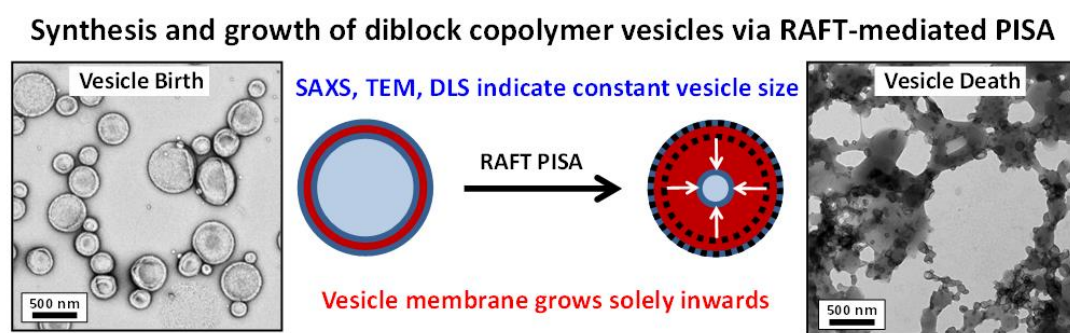 Synthesis and growth of diblock copolymer vesicles via RAFT-mediated PISA
Vesicle Birth
500 nm
SAXS, TEM, DLS indicate constant vesicle size
RAFT PISA
Vesicle membrane grows solely inwards
Vesicle Death
500 nm